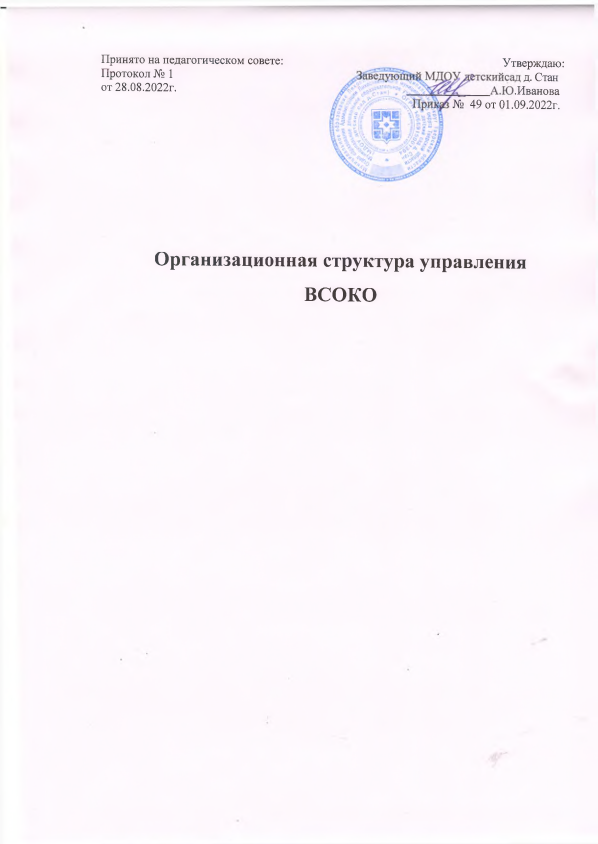 Принято на педагогическом совете:
Протокол № 1
от 28.08.2022г.
Утверждаю:
Заведующий МДОУ детскийсад д. Стан
А.Ю.Иванова
Приказ № 49 от 01.09.2022г.
Организационная структура управления
ВСОКО